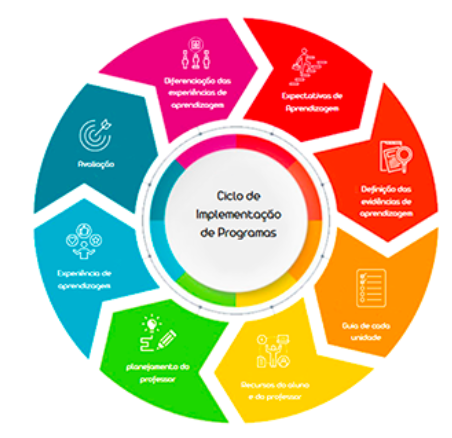 Ciclo de
Implementação
de Programas
Expectativas de
Aprendizagem
Definição das
evidências de
aprendizagem
Guia de cada
unidade
Recursos do aluno
e do professor
planejamento do
professor
Experiência de
aprendizagem
Avaliação
Diferenciação das
experiências de
aprendizagem